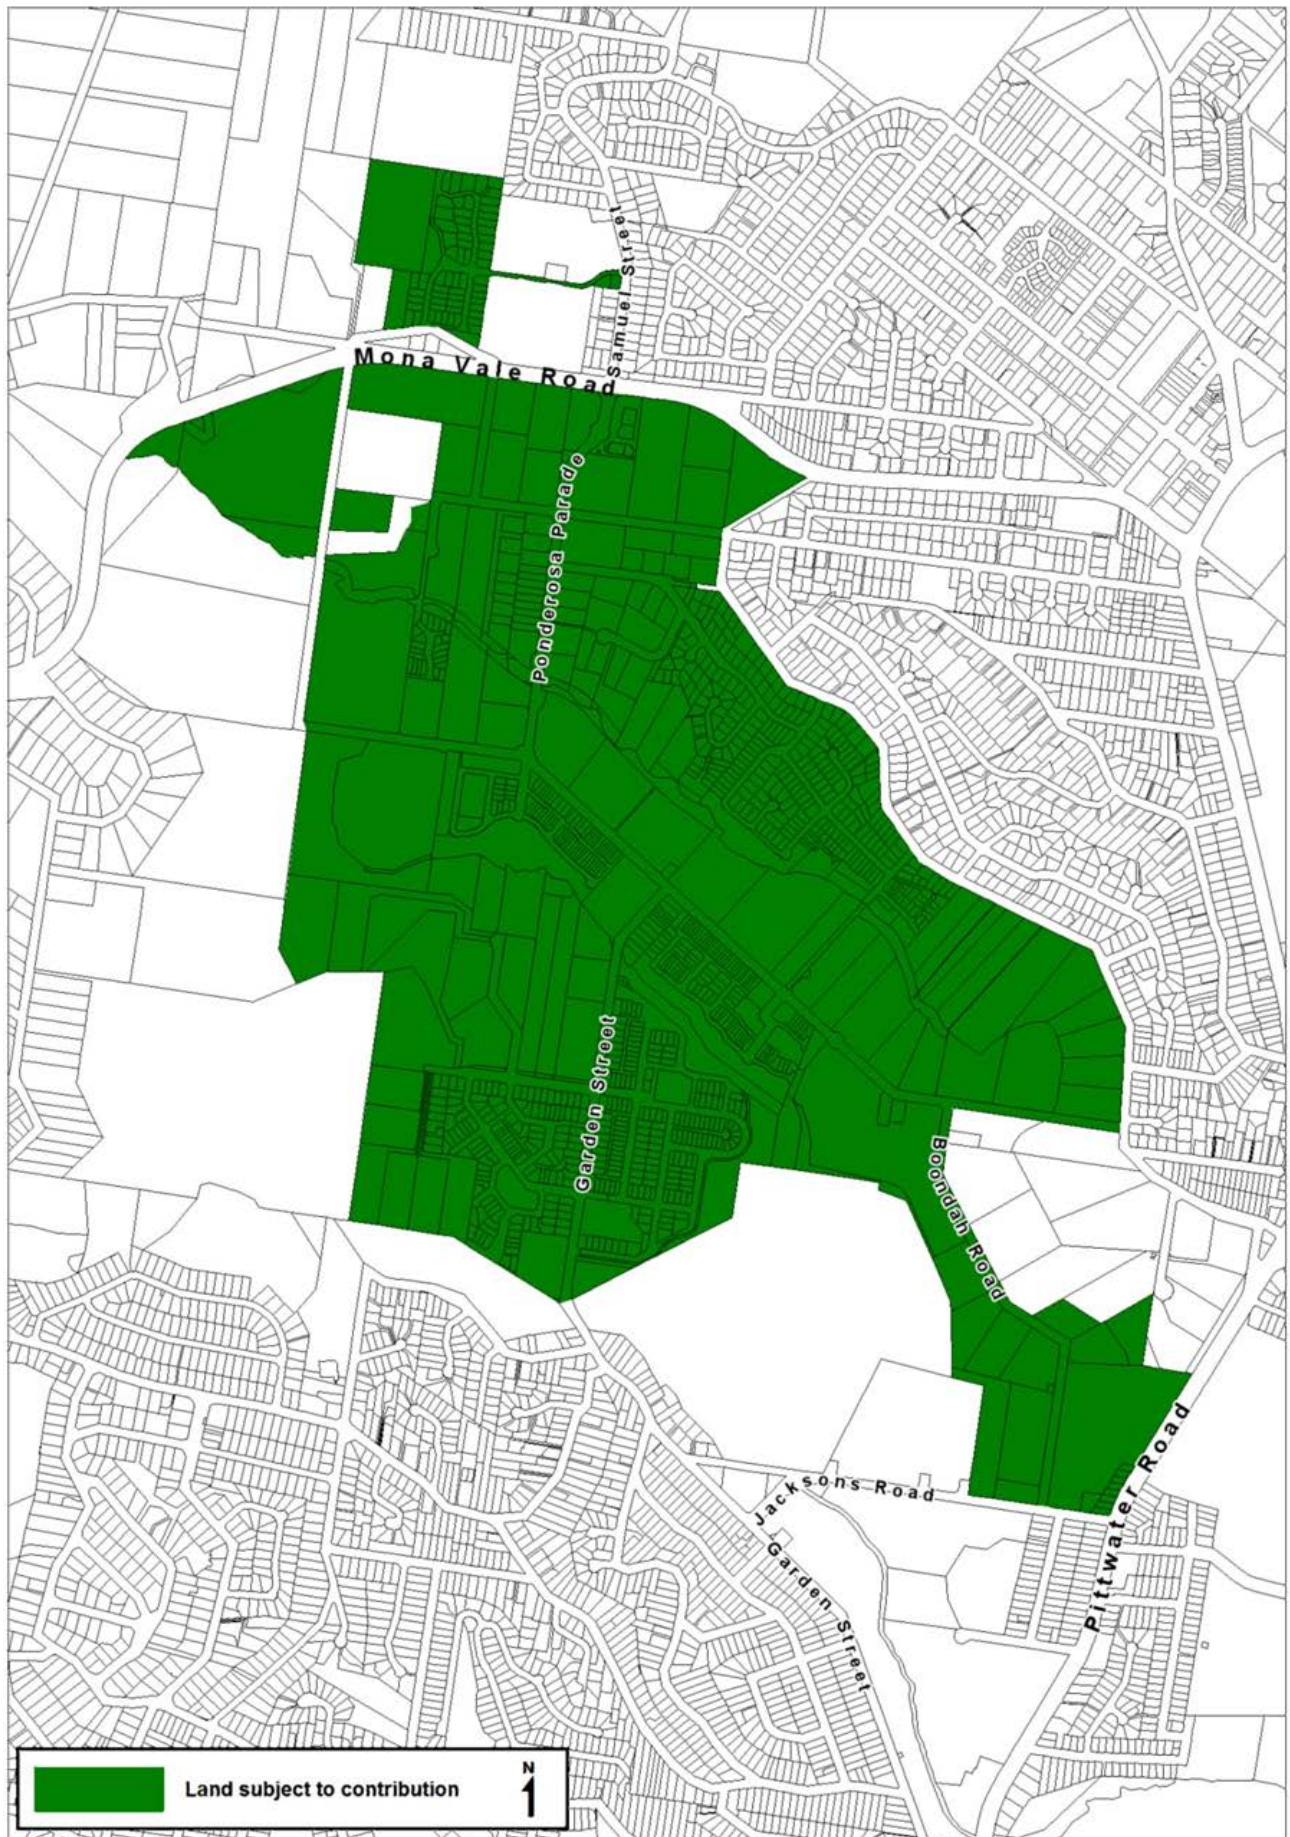 Samuel Street
Mona Vale Road
Ponderosa Parade
Garden Street
Boondah Road
Pittwater Road
Jacksons Road
Garden Street
N
Land subject to contribution